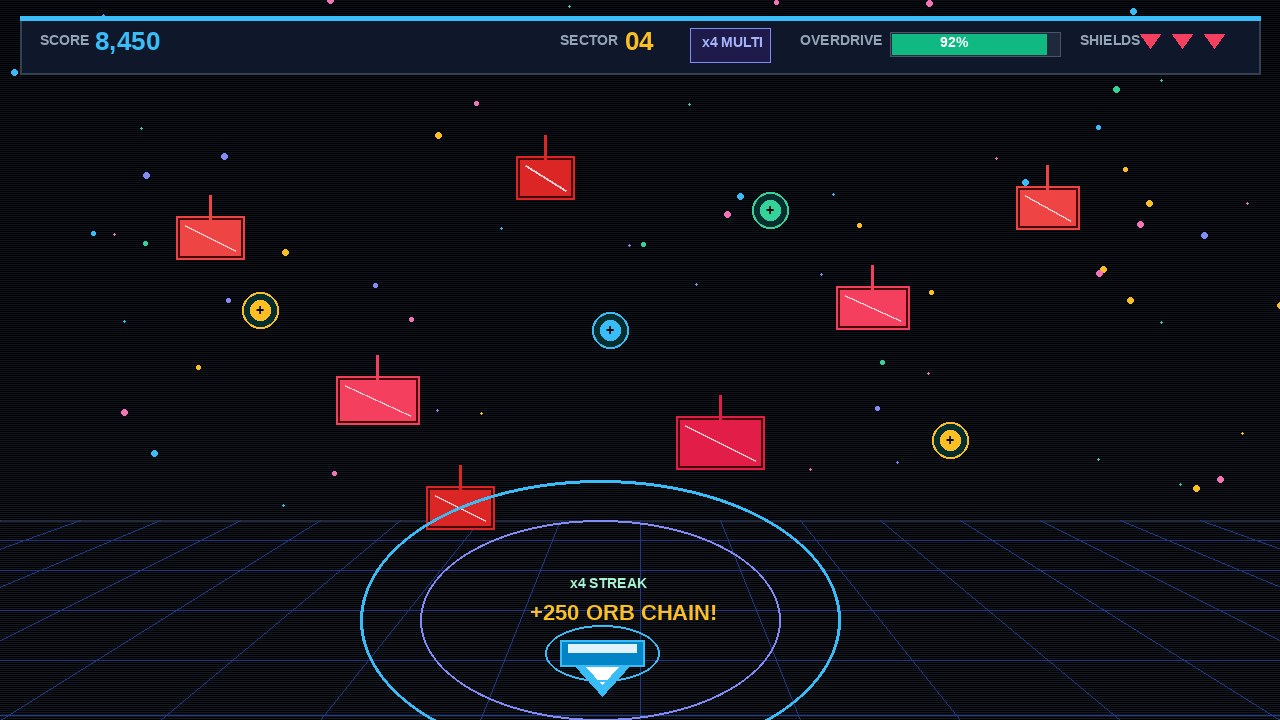 SCORE 8,450 SECTOR 04 x4 MULTI OVERDRIVE 92% SHIELDS
x4 STREAK
+250 ORB CHAIN!